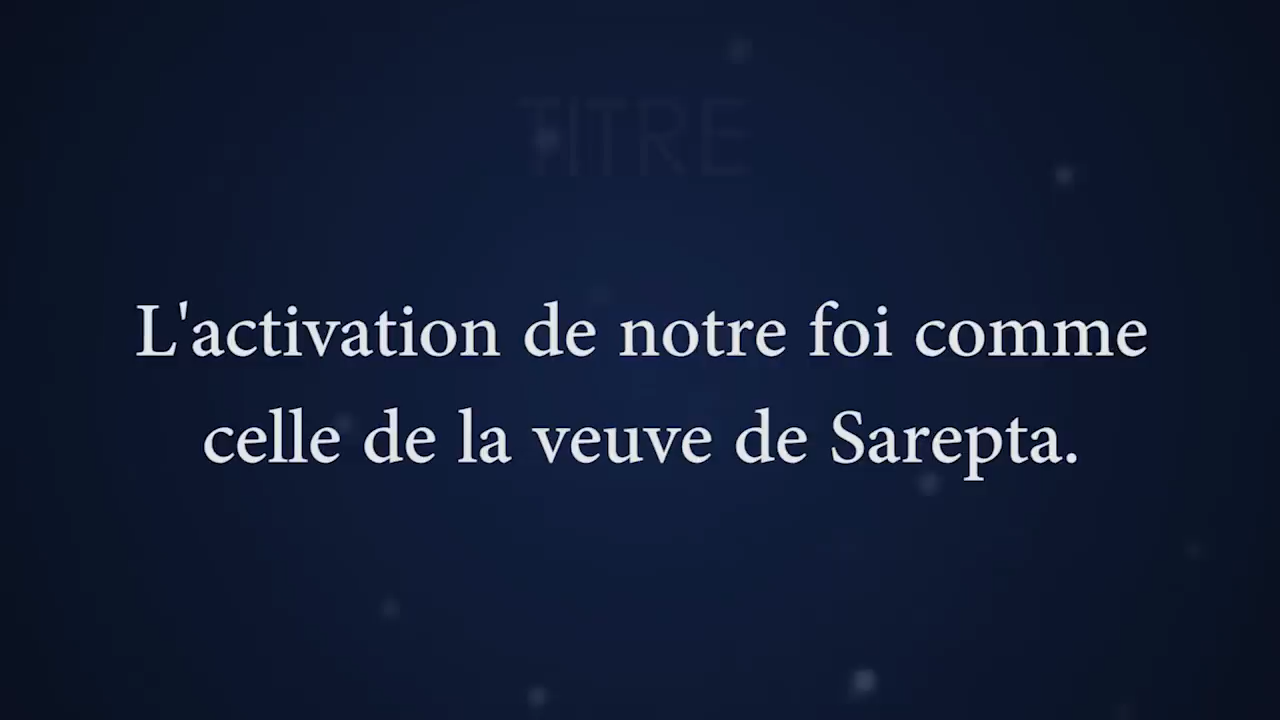 TITRE
L'activation de notre foi comme
celle de la veuve de Sarepta.